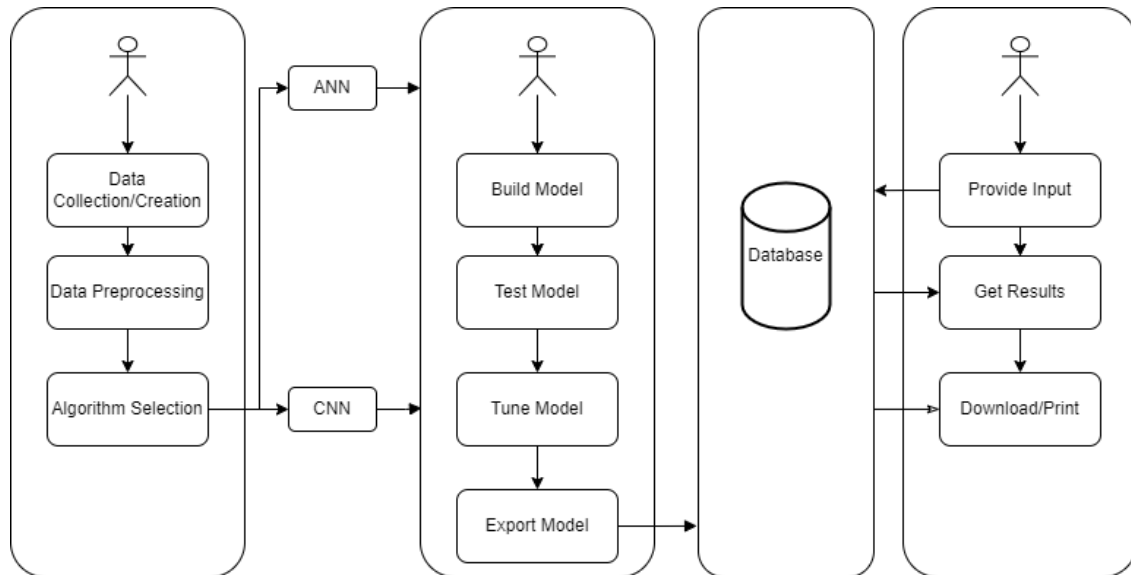 Data
Collection/Creation
Data Preprocessing
Algorithm Selection
ANN
CNN
Build Model
Test Model
Tune Model
Export Model
Database
Provide Input
Get Results
Download/Print